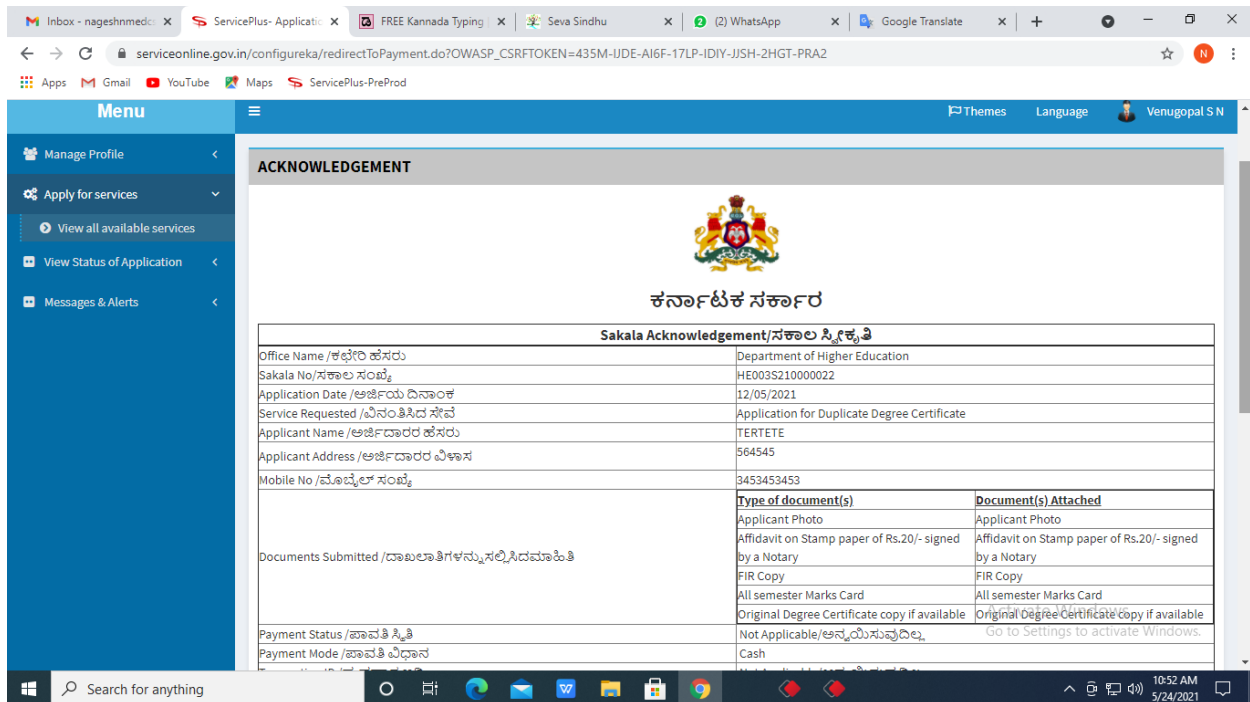 Inbox - nageshnmedcs
ServicePlus- Applicatic
FREE Kannada Typing
Seva Sindhu
(2) WhatsApp
Google Translate
serviceonline.gov.in/configureka/redirectToPayment.do?OWASP_CSRFTOKEN=435M-IJDE-AI6F-17LP-IDIY-JJSH-2HGT-PRA2
N
Apps Gmail YouTube Maps ServicePlus-PreProd
Menu
Themes Language Venugopal S N
Manage Profile
Apply for services
View all available services
View Status of Application
Messages & Alerts
ACKNOWLEDGEMENT
ಕರ್ನಾಟಕ ಸರ್ಕಾರ
Sakala Acknowledgement/ಸಕಾಲ ಸ್ವೀಕೃತಿ
Office Name /ಕಛೇರಿ ಹೆಸರು Department of Higher Education
Sakala No/ಸಕಾಲ ಸಂಖ್ಯೆ HE003S210000022
Application Date /ಅರ್ಜಿಯ ದಿನಾಂಕ 12/05/2021
Service Requested /ವಿನಂತಿಸಿದ ಸೇವೆ Application for Duplicate Degree Certificate
Applicant Name /ಅರ್ಜಿದಾರರ ಹೆಸರು TERTETE
Applicant Address /ಅರ್ಜಿದಾರರ ವಿಳಾಸ 564545
Mobile No /ಮೊಬೈಲ್ ಸಂಖ್ಯೆ 3453453453
Documents Submitted /ದಾಖಲಾತಿಗಳನ್ನು ಸಲ್ಲಿಸಿದಮಾಹಿತಿ
Type of document(s) Document(s) Attached
Applicant Photo Applicant Photo
Affidavit on Stamp paper of Rs.20/- signed Affidavit on Stamp paper of Rs.20/- signed
by a Notary by a Notary
FIR Copy FIR Copy
All semester Marks Card All semester Marks Card
Original Degree Certificate copy if available Original Degree Certificate copy if available
Payment Status /ಪಾವತಿ ಸ್ಥಿತಿ Not Applicable/ಅನ್ವಯಿಸುವುದಿಲ್ಲ
Payment Mode /ಪಾವತಿ ವಿಧಾನ Cash
Activate Windows
Go to Settings to activate Windows.
Search for anything
10:52 AM
5/24/2021